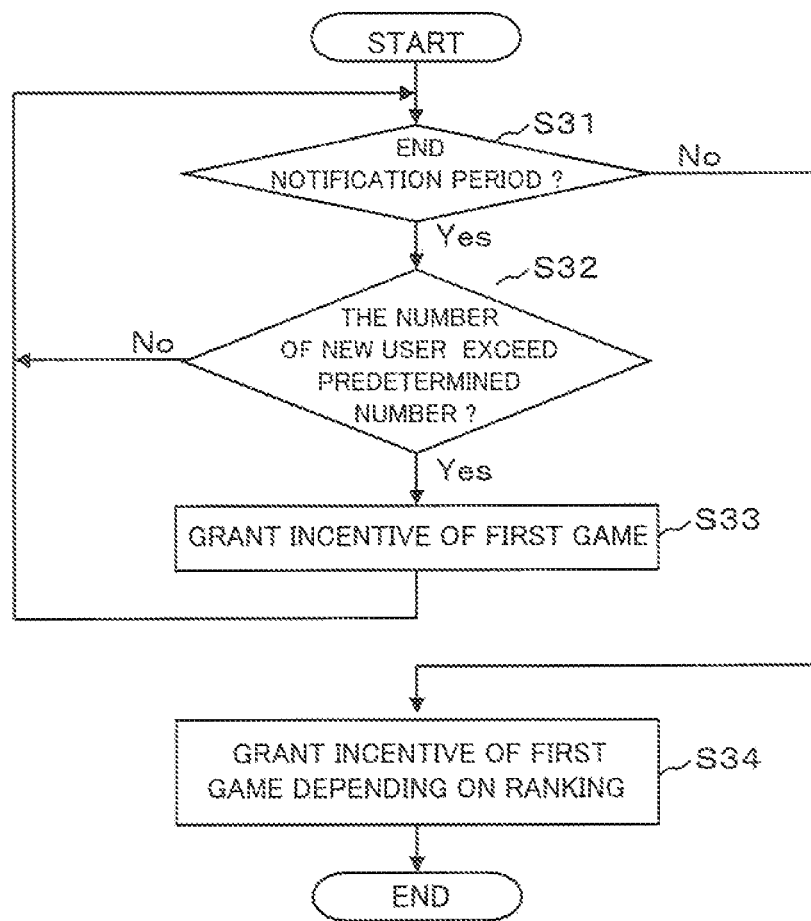 START
S31
END
NOTIFICATION PERIOD ?
No
Yes
S32
THE NUMBER
OF NEW USER EXCEED
PREDETERMINED
NUMBER ?
No
Yes
GRANT INCENTIVE OF FIRST GAME
S33
GRANT INCENTIVE OF FIRST
GAME DEPENDING ON RANKING
S34
END